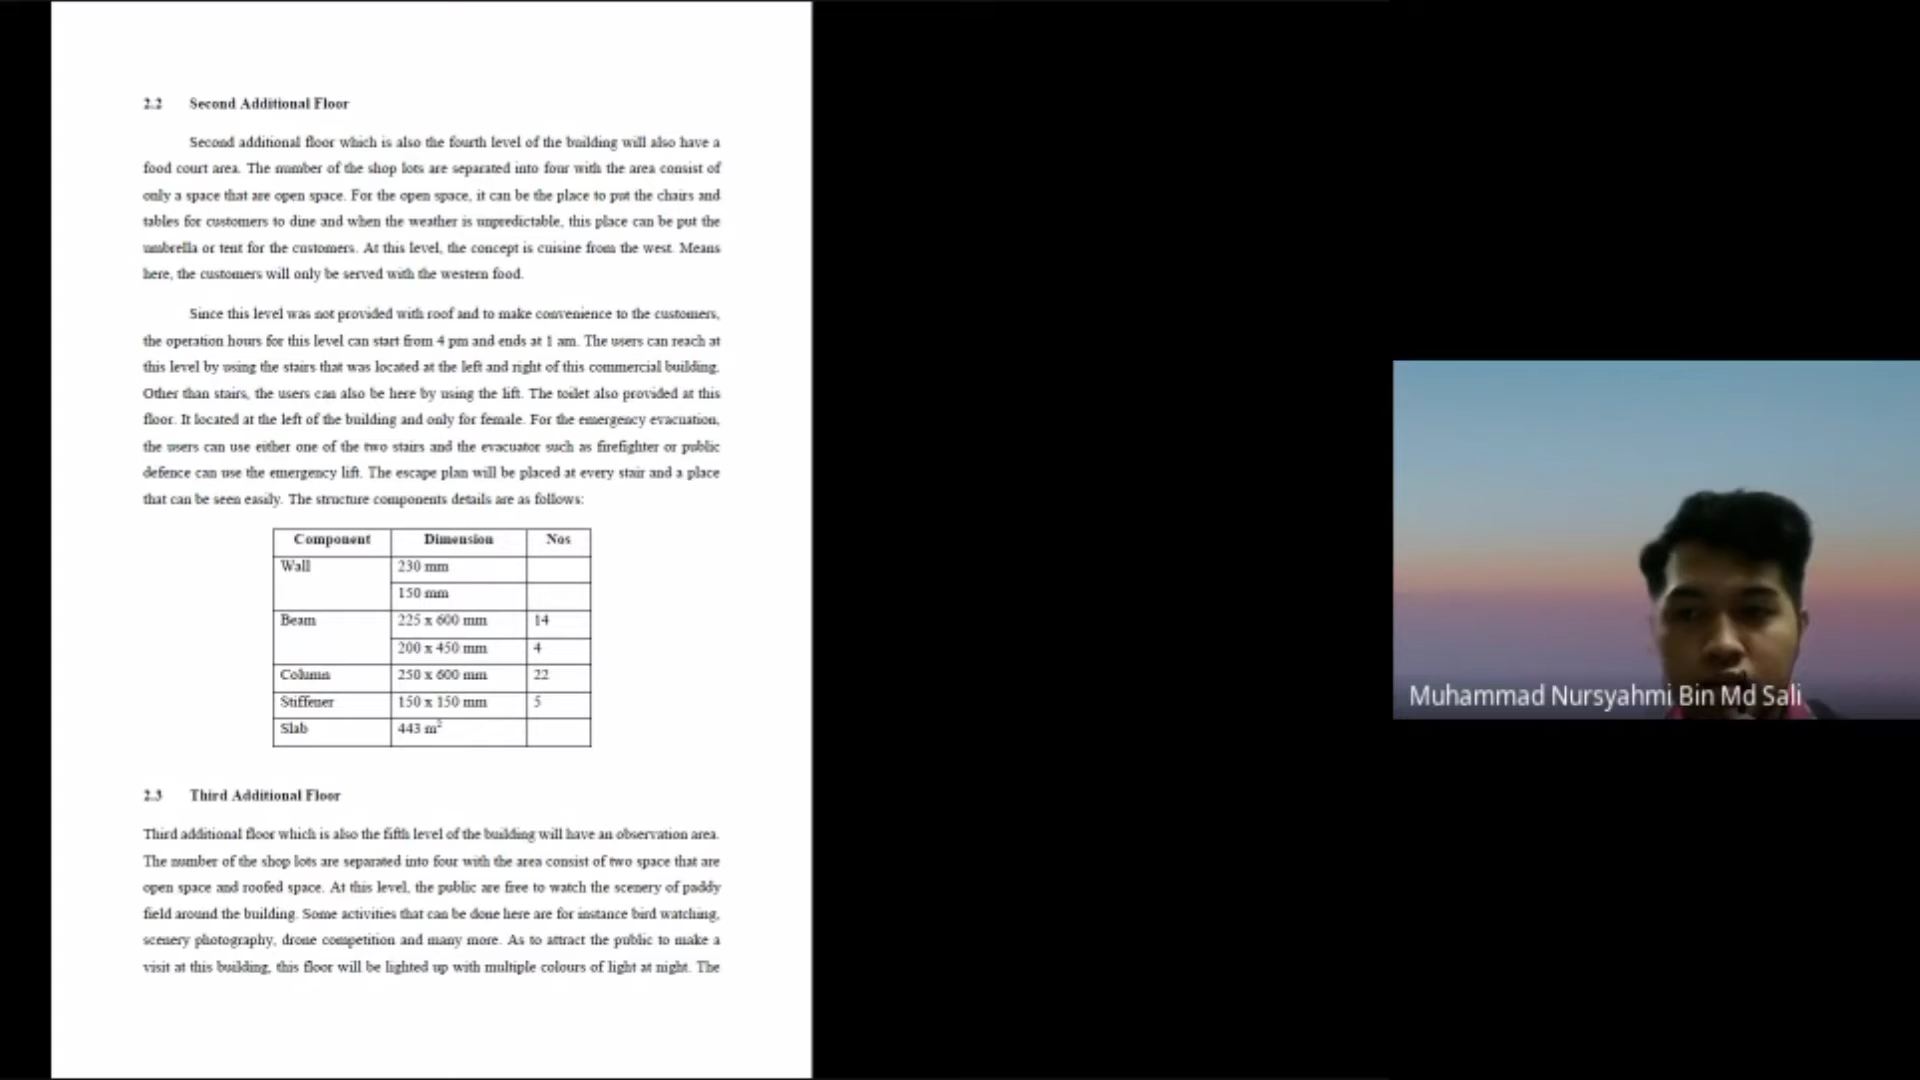 2.2 Second Additional Floor
Second additional floor which is also the fourth level of the building will also have a
food court area. The number of the shop lots are separated into four with the area consist of
only a space that are open space. For the open space, it can be the place to put the chairs and
tables for customers to dine and when the weather is unpredictable, this place can be put the
umbrella or tent for the customers. At this level, the concept is cuisine from the west. Means
here, the customers will only be served with the western food.
Since this level was not provided with roof and to make convenience to the customers,
the operation hours for this level can start from 4 pm and ends at 1 am. The users can reach at
this level by using the stairs that was located at the left and right of this commercial building.
Other than stairs, the users can also be here by using the lift. The toilet also provided at this
floor. It located at the left of the building and only for female. For the emergency evacuation,
the users can use either one of the two stairs and the evacuator such as firefighter or public
defence can use the emergency lift. The escape plan will be placed at every stair and a place
that can be seen easily. The structure components details are as follows:
Component Dimension Nos
Wall 230 mm
150 mm
Beam 225 x 600 mm 14
200 x 450 mm 4
Column 250 x 600 mm 22
Stiffener 150 x 150 mm 5
Slab 443 m²
2.3 Third Additional Floor
Third additional floor which is also the fifth level of the building will have an observation area.
The number of the shop lots are separated into four with the area consist of two space that are
open space and roofed space. At this level, the public are free to watch the scenery of paddy
field around the building. Some activities that can be done here are for instance bird watching,
scenery photography, drone competition and many more. As to attract the public to make a
visit at this building, this floor will be lighted up with multiple colours of light at night. The
Muhammad Nursyahmi Bin Md Sali